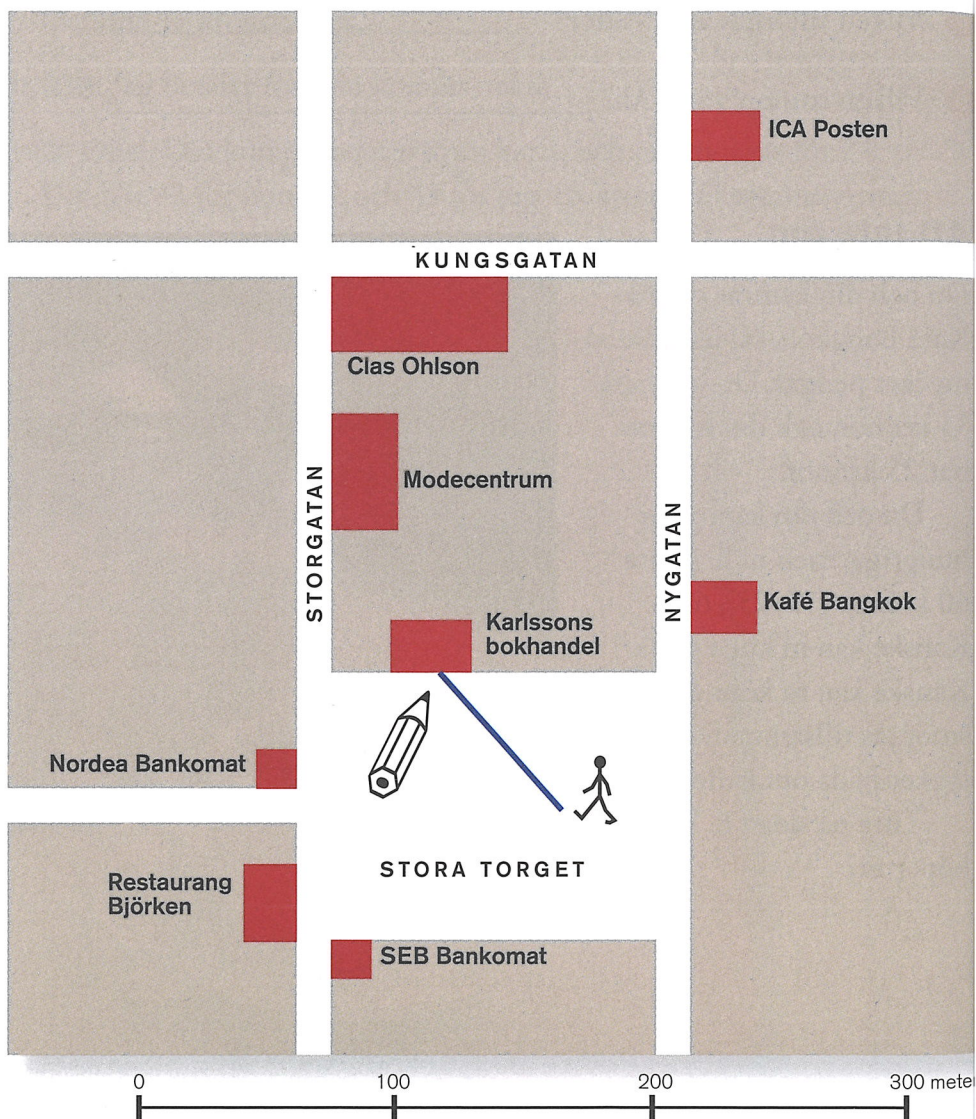 ICA Posten
KUNGSGATAN
Clas Ohlson
Modecentrum
STORGATAN
NYGATAN
Kafé Bangkok
Karlssons
bokhandel
Nordea Bankomat
STORA TORGET
Restaurang
Björken
SEB Bankomat
0 100 200 300 mete